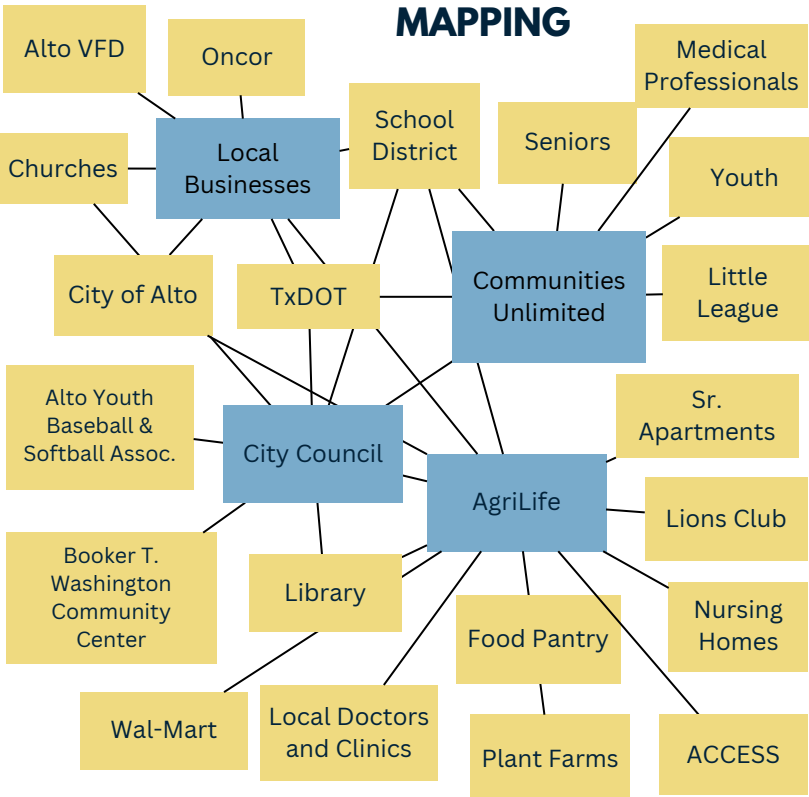 MAPPING
Alto VFD
Oncor
Medical
Professionals
School
District
Seniors
Local
Businesses
Churches
Youth
City of Alto
TxDOT
Communities
Unlimited
Little
League
Alto Youth
Baseball &
Softball Assoc.
City Council
Sr.
Apartments
AgriLife
Lions Club
Booker T.
Washington
Community
Center
Library
Food Pantry
Nursing
Homes
Wal-Mart
Local Doctors
and Clinics
Plant Farms
ACCESS